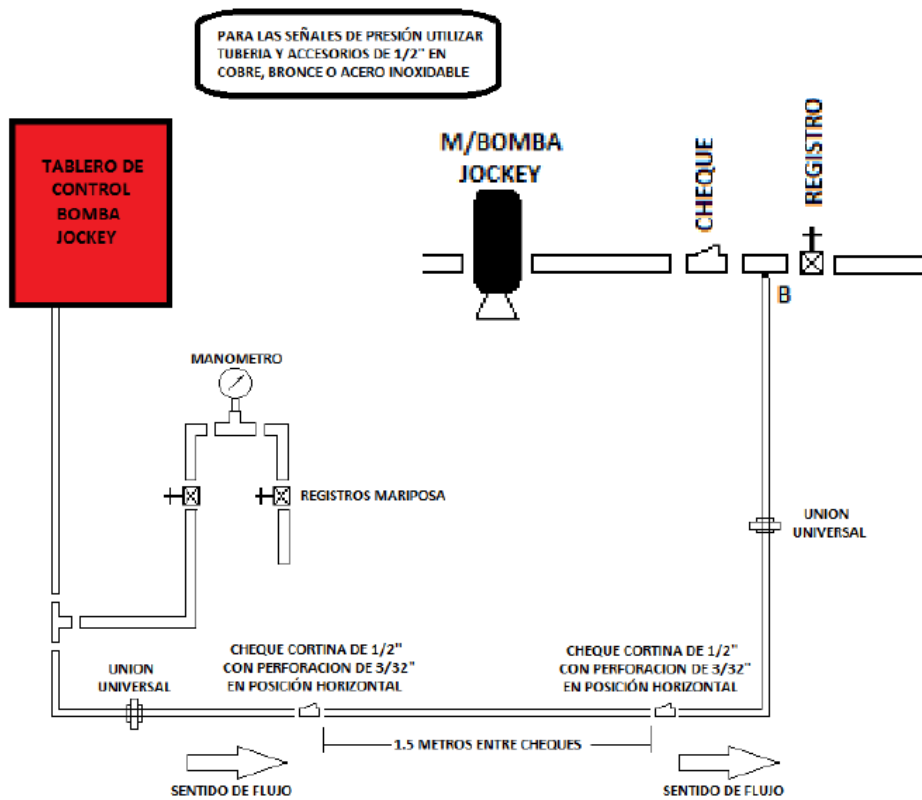 PARA LAS SEÑALES DE PRESIÓN UTILIZAR
TUBERIA Y ACCESORIOS DE 1/2" EN
COBRE, BRONCE O ACERO INOXIDABLE
TABLERO DE
CONTROL
BOMBA
JOCKEY
M/BOMBA
JOCKEY
CHEQUE
REGISTRO
B
MANOMETRO
REGISTROS MARIPOSA
UNION
UNIVERSAL
CHEQUE CORTINA DE 1/2"
CON PERFORACION DE 3/32"
EN POSICIÓN HORIZONTAL
CHEQUE CORTINA DE 1/2"
CON PERFORACION DE 3/32"
EN POSICIÓN HORIZONTAL
UNION
UNIVERSAL
1.5 METROS ENTRE CHEQUES
SENTIDO DE FLUJO
SENTIDO DE FLUJO